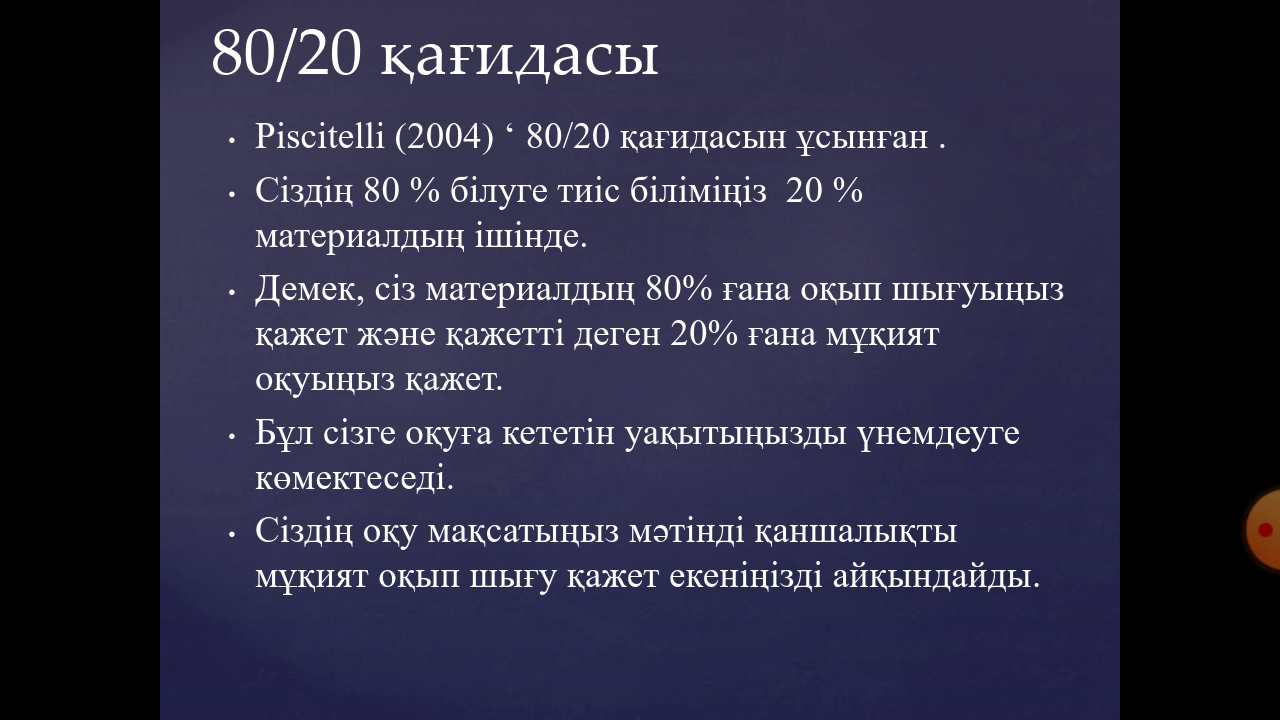 80/20 қағидасы
• Piscitelli (2004) ‘ 80/20 қағидасын ұсынған .
• Сіздің 80 % білуге тиіс біліміңіз 20 %
материалдың ішінде.
• Демек, сіз материалдың 80% ғана оқып шығуыңыз
қажет және қажетті деген 20% ғана мұқият
оқуыңыз қажет.
• Бұл сізге оқуға кететін уақытыңызды үнемдеуге
көмектеседі.
• Сіздің оқу мақсатыңыз мәтінді қаншалықты
мұқият оқып шығу қажет екеніңізді айқындайды.